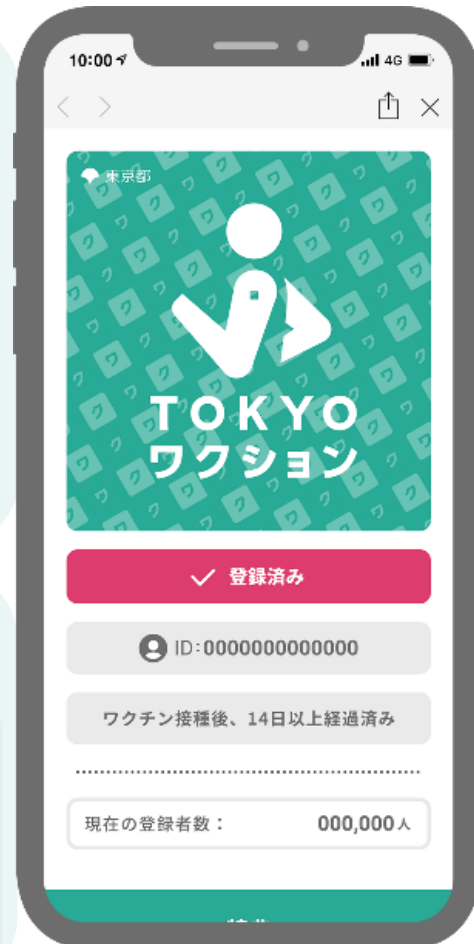 10:00
4G
東京都
TOKYO
ワクション
登録済み
ID:0000000000000
ワクチン接種後、14日以上経過済み
現在の登録者数：
000,000人